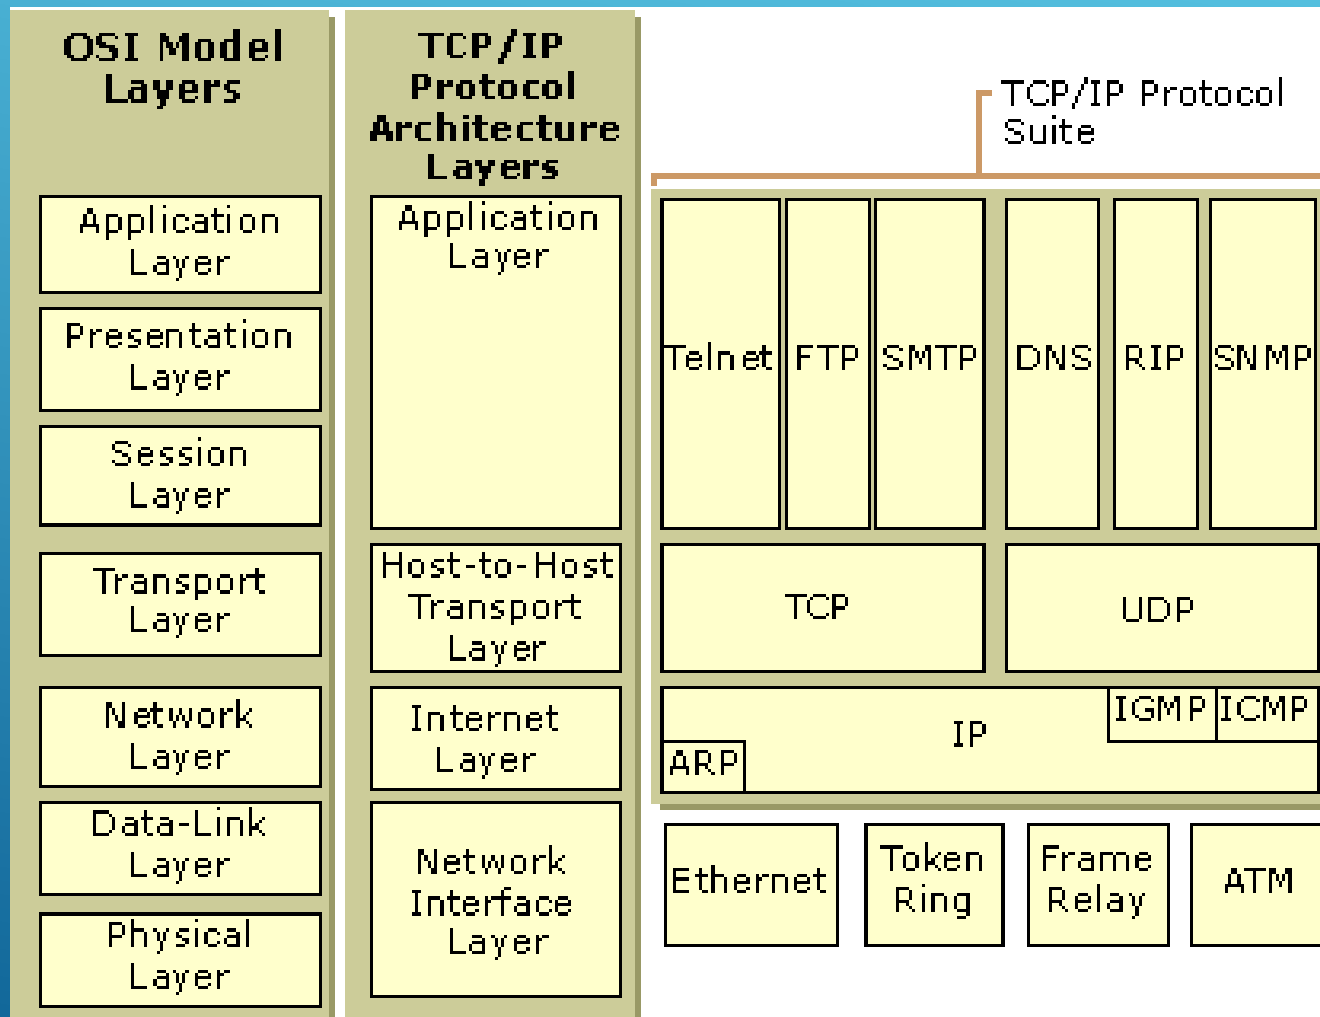 OSI Model
Layers
Application
Layer
Presentation
Layer
Session
Layer
Transport
Layer
Network
Layer
Data-Link
Layer
Physical
Layer
TCP/IP
Protocol
Architecture
Layers
Application
Layer
Host-to-Host
Transport
Layer
Internet
Layer
Network
Interface
Layer
TCP/IP Protocol
Suite
Telnet
FTP
SMTP
DNS
RIP
SNMP
TCP
UDP
IP
IGMP
ICMP
ARP
Ethernet
Token
Ring
Frame
Relay
ATM